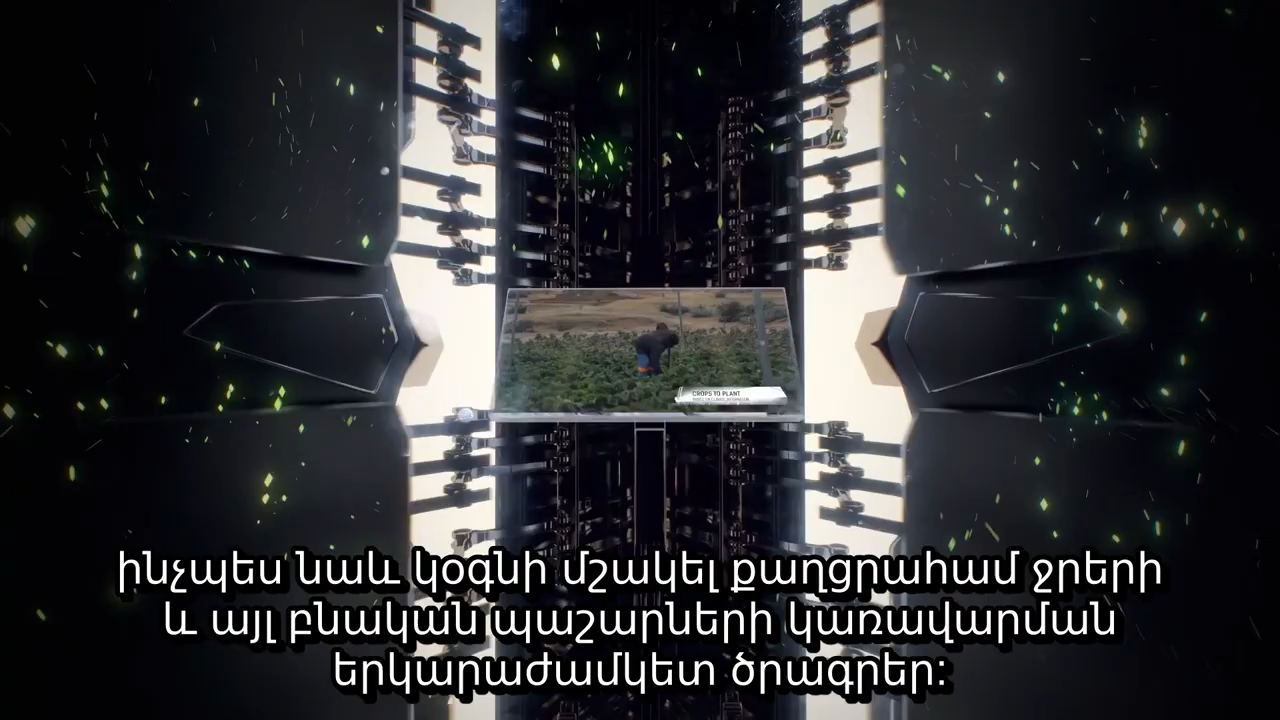 CROPS TO PLANT
ինչպես նաև կօգնի մշակել քաղցրահամ ջրերի
և այլ բնական պաշարների կառավարման
երկարաժամկետ ծրագրեր: